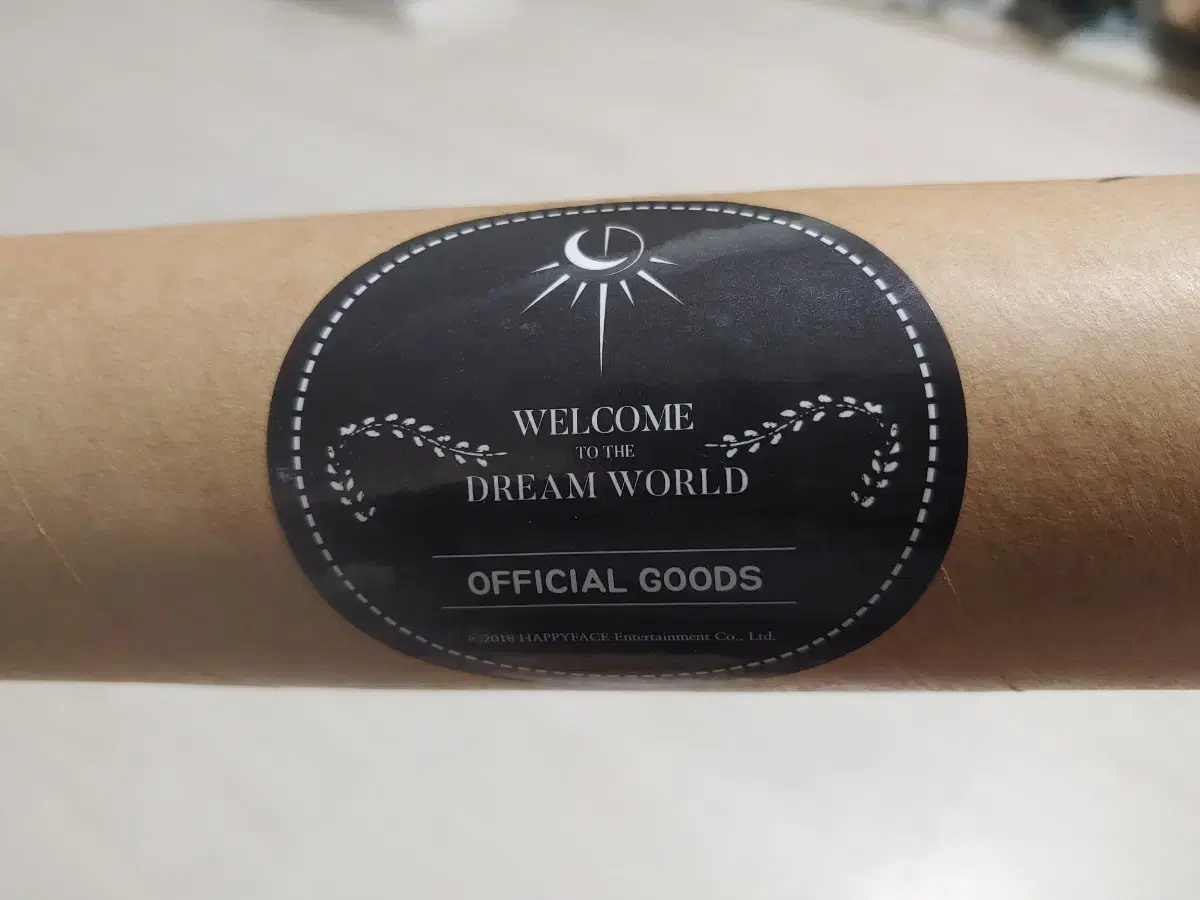 WELCOME
TO THE
DREAM WORLD
OFFICIAL GOODS
©2018 HAPPYFACE Entertainment Co., Ltd.